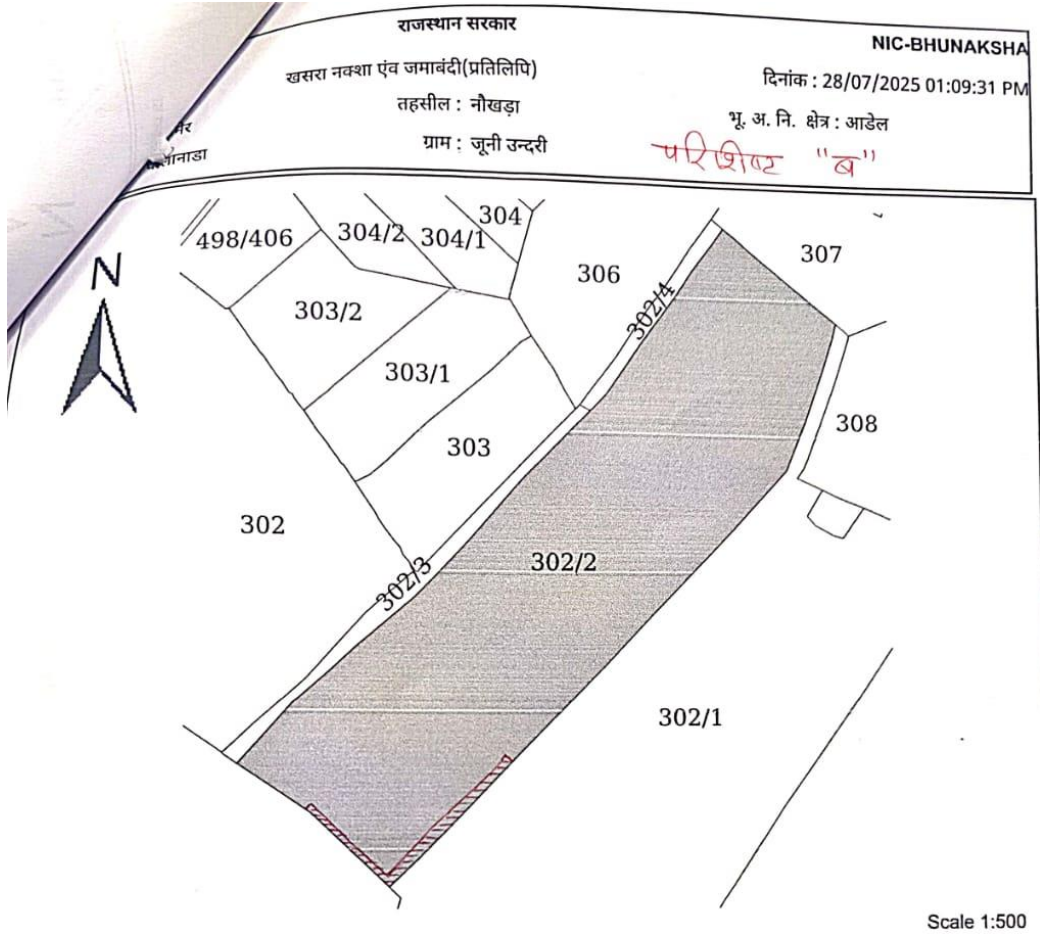 राजस्थान सरकार
NIC-BHUNAKSHA
खसरा नक्शा एंव जमाबंदी(प्रतिलिपि)
दिनांक : 28/07/2025 01:09:31 PM
तहसील : नौखड़ा
भू. अ. नि. क्षेत्र : आडेल
ग्राम : जूनी उन्दरी
परिशिष्ट "ब"
N
498/406
304/2
304/1
304
306
307
303/2
302/4
303/1
308
303
302
302/2
302/3
302/1
Scale 1:500